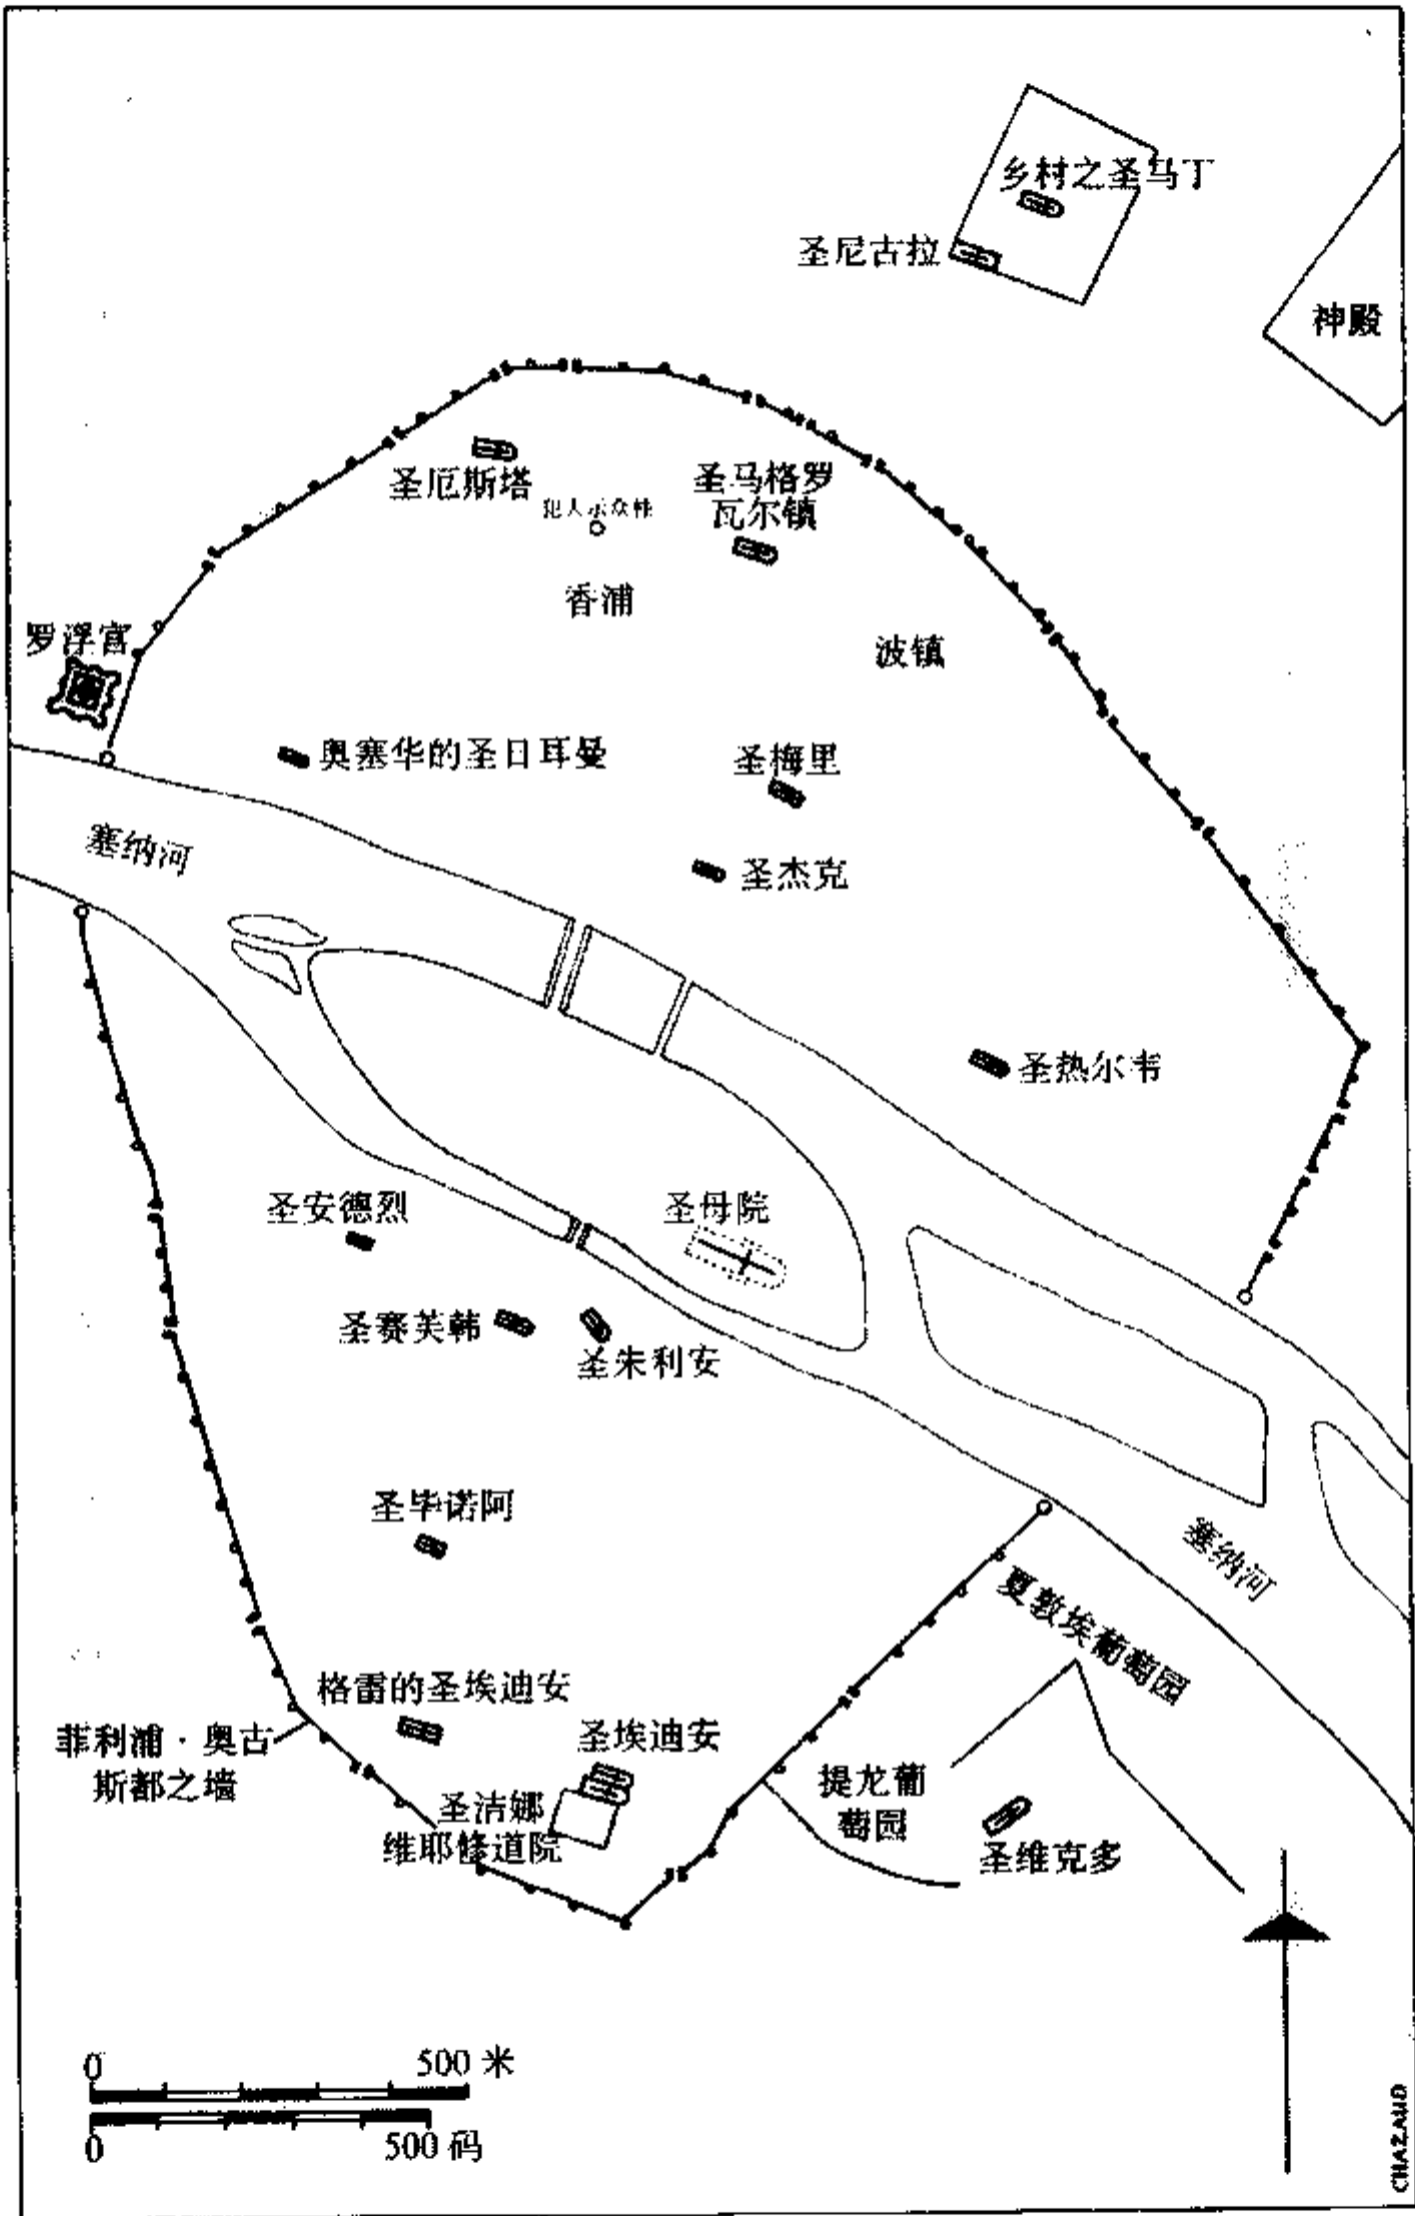 乡村之圣马丁
圣尼古拉
神殿
圣厄斯塔
犯人示众柱
圣马格罗
瓦尔镇
香浦
波镇
罗浮宫
奥塞华的圣日耳曼
圣梅里
塞纳河
圣杰克
圣热尔韦
圣安德烈
圣母院
圣赛芙韩
圣朱利安
圣毕诺阿
塞纳河
夏敦埃葡萄园
格雷的圣埃迪安
菲利浦·奥古
斯都之墙
圣埃迪安
圣洁娜
维耶修道院
提龙葡
萄园
圣维克多
0 500 米
0 500 码
CHAZAUD